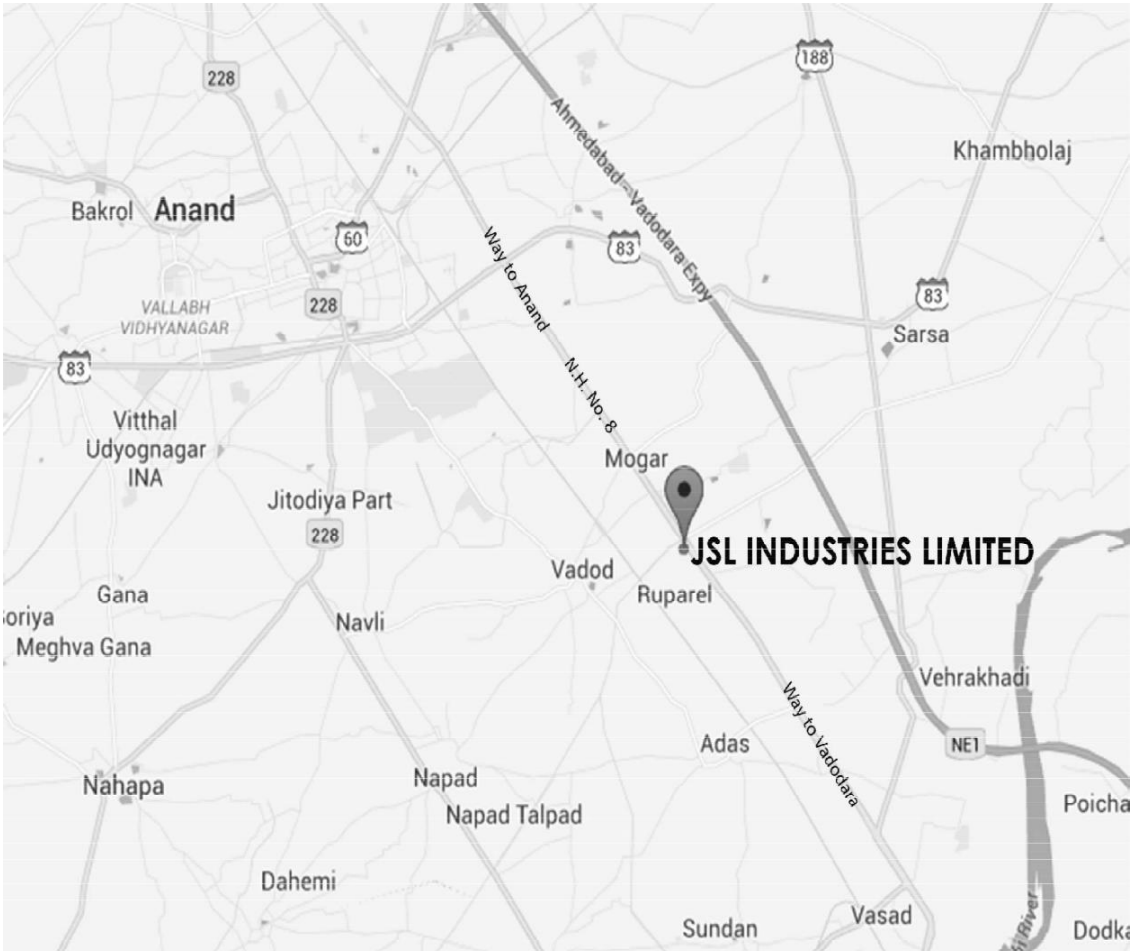 228
188
Khambholaj
Ahmedabad - Vadodara Expy
Bakrol
Anand
60
Way to Anand
83
VALLABH
VIDHYANAGAR
228
83
Sarsa
83
N.H. No. 8
Vitthal
Udyognagar
INA
Mogar
Jitodiya Part
228
JSL INDUSTRIES LIMITED
Vadod
Ruparel
Gana
oriya
Navli
Meghva Gana
Vehrakhadi
Way to Vadodara
Adas
NE1
Nahapa
Napad
Napad Talpad
Poicha
Dahemi
Vasad
Sundan
River
Dodka